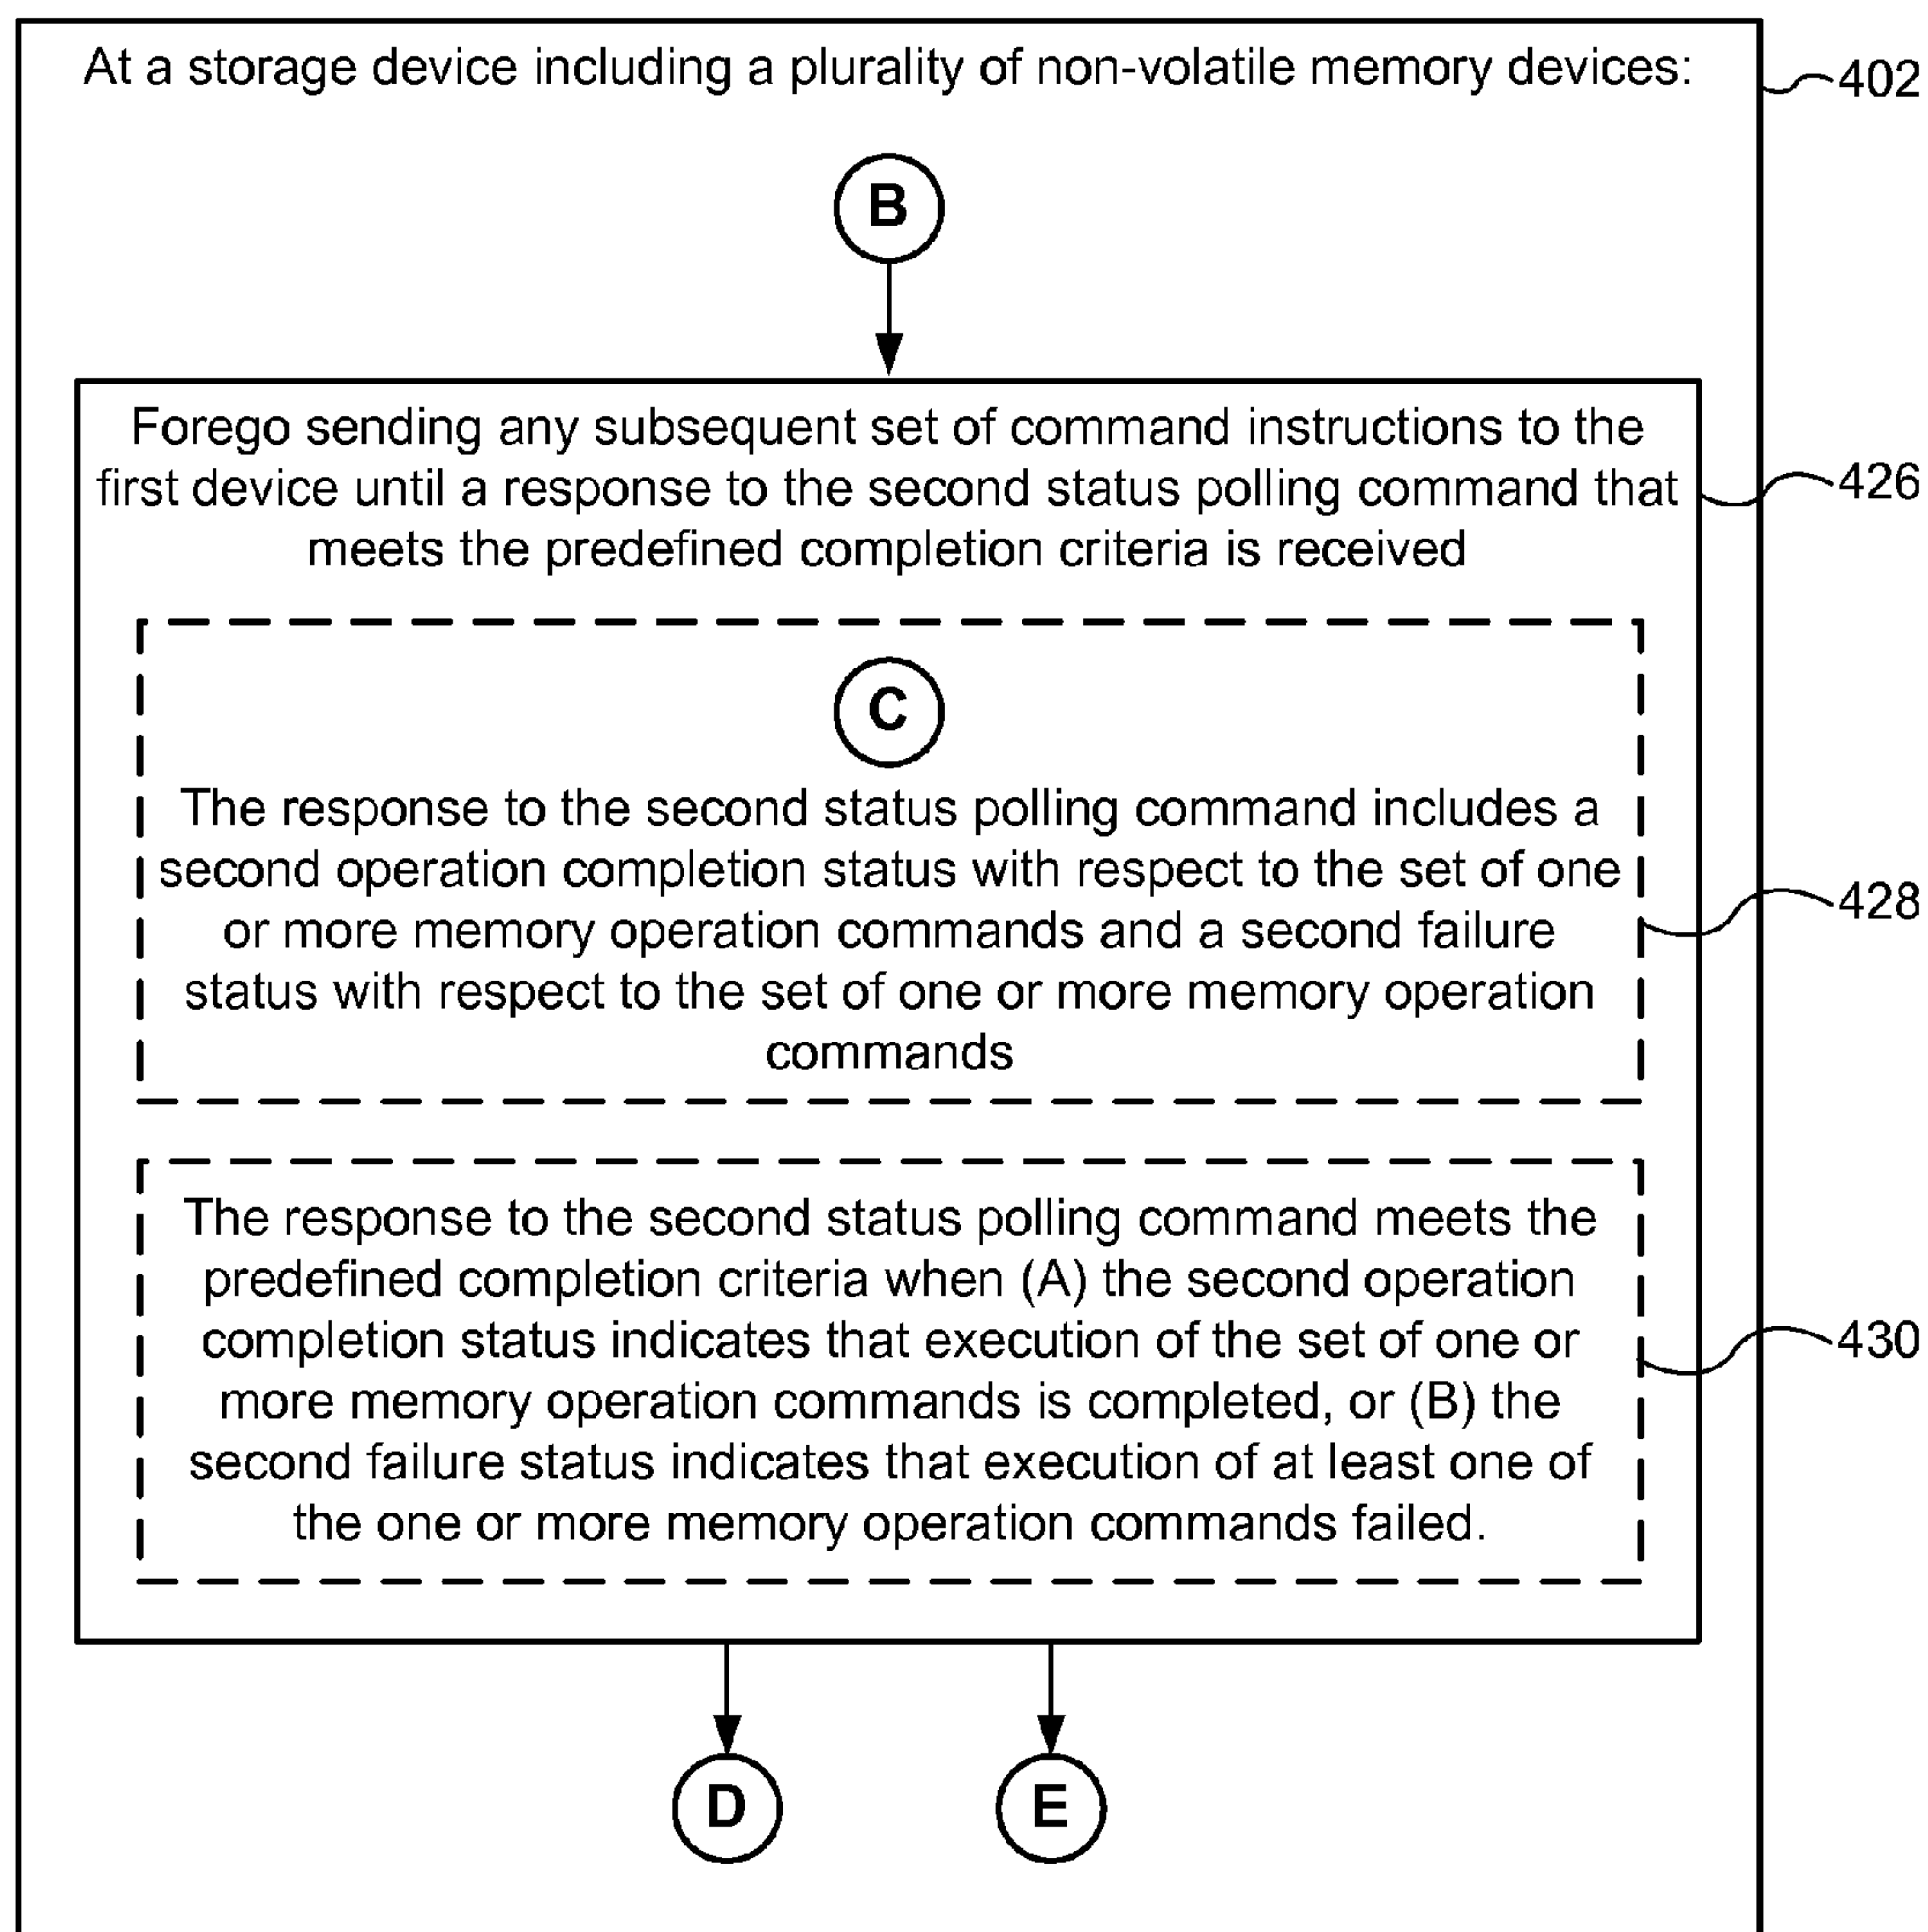 At a storage device including a plurality of non-volatile memory devices:
402
B
Forego sending any subsequent set of command instructions to the
first device until a response to the second status polling command that
meets the predefined completion criteria is received
426
C
The response to the second status polling command includes a
second operation completion status with respect to the set of one
or more memory operation commands and a second failure
status with respect to the set of one or more memory operation
commands
428
The response to the second status polling command meets the
predefined completion criteria when (A) the second operation
completion status indicates that execution of the set of one or
more memory operation commands is completed, or (B) the
second failure status indicates that execution of at least one of
the one or more memory operation commands failed.
430
D
E